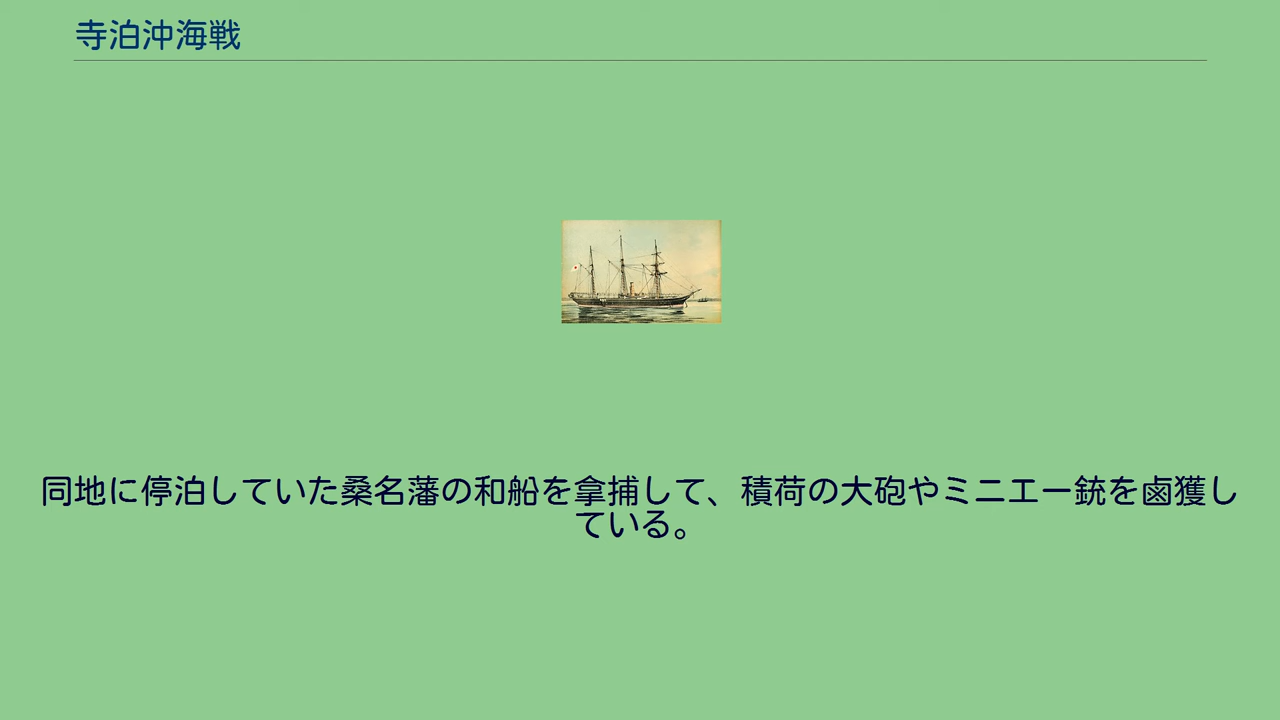 寺泊沖海戦
同地に停泊していた桑名藩の和船を拿捕して、積荷の大砲やミニエー銃を鹵獲し
ている。